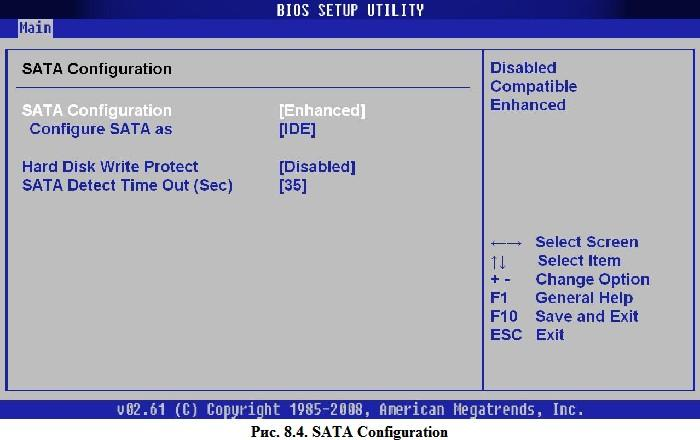 BIOS SETUP UTILITY
Main
SATA Configuration
SATA Configuration [Enhanced]
Configure SATA as [IDE]
Hard Disk Write Protect [Disabled]
SATA Detect Time Out (Sec) [35]
Disabled
Compatible
Enhanced
←→ Select Screen
↑↓ Select Item
+ - Change Option
F1 General Help
F10 Save and Exit
ESC Exit
v02.61 (C) Copyright 1985-2008, American Megatrends, Inc.
Рис. 8.4. SATA Configuration